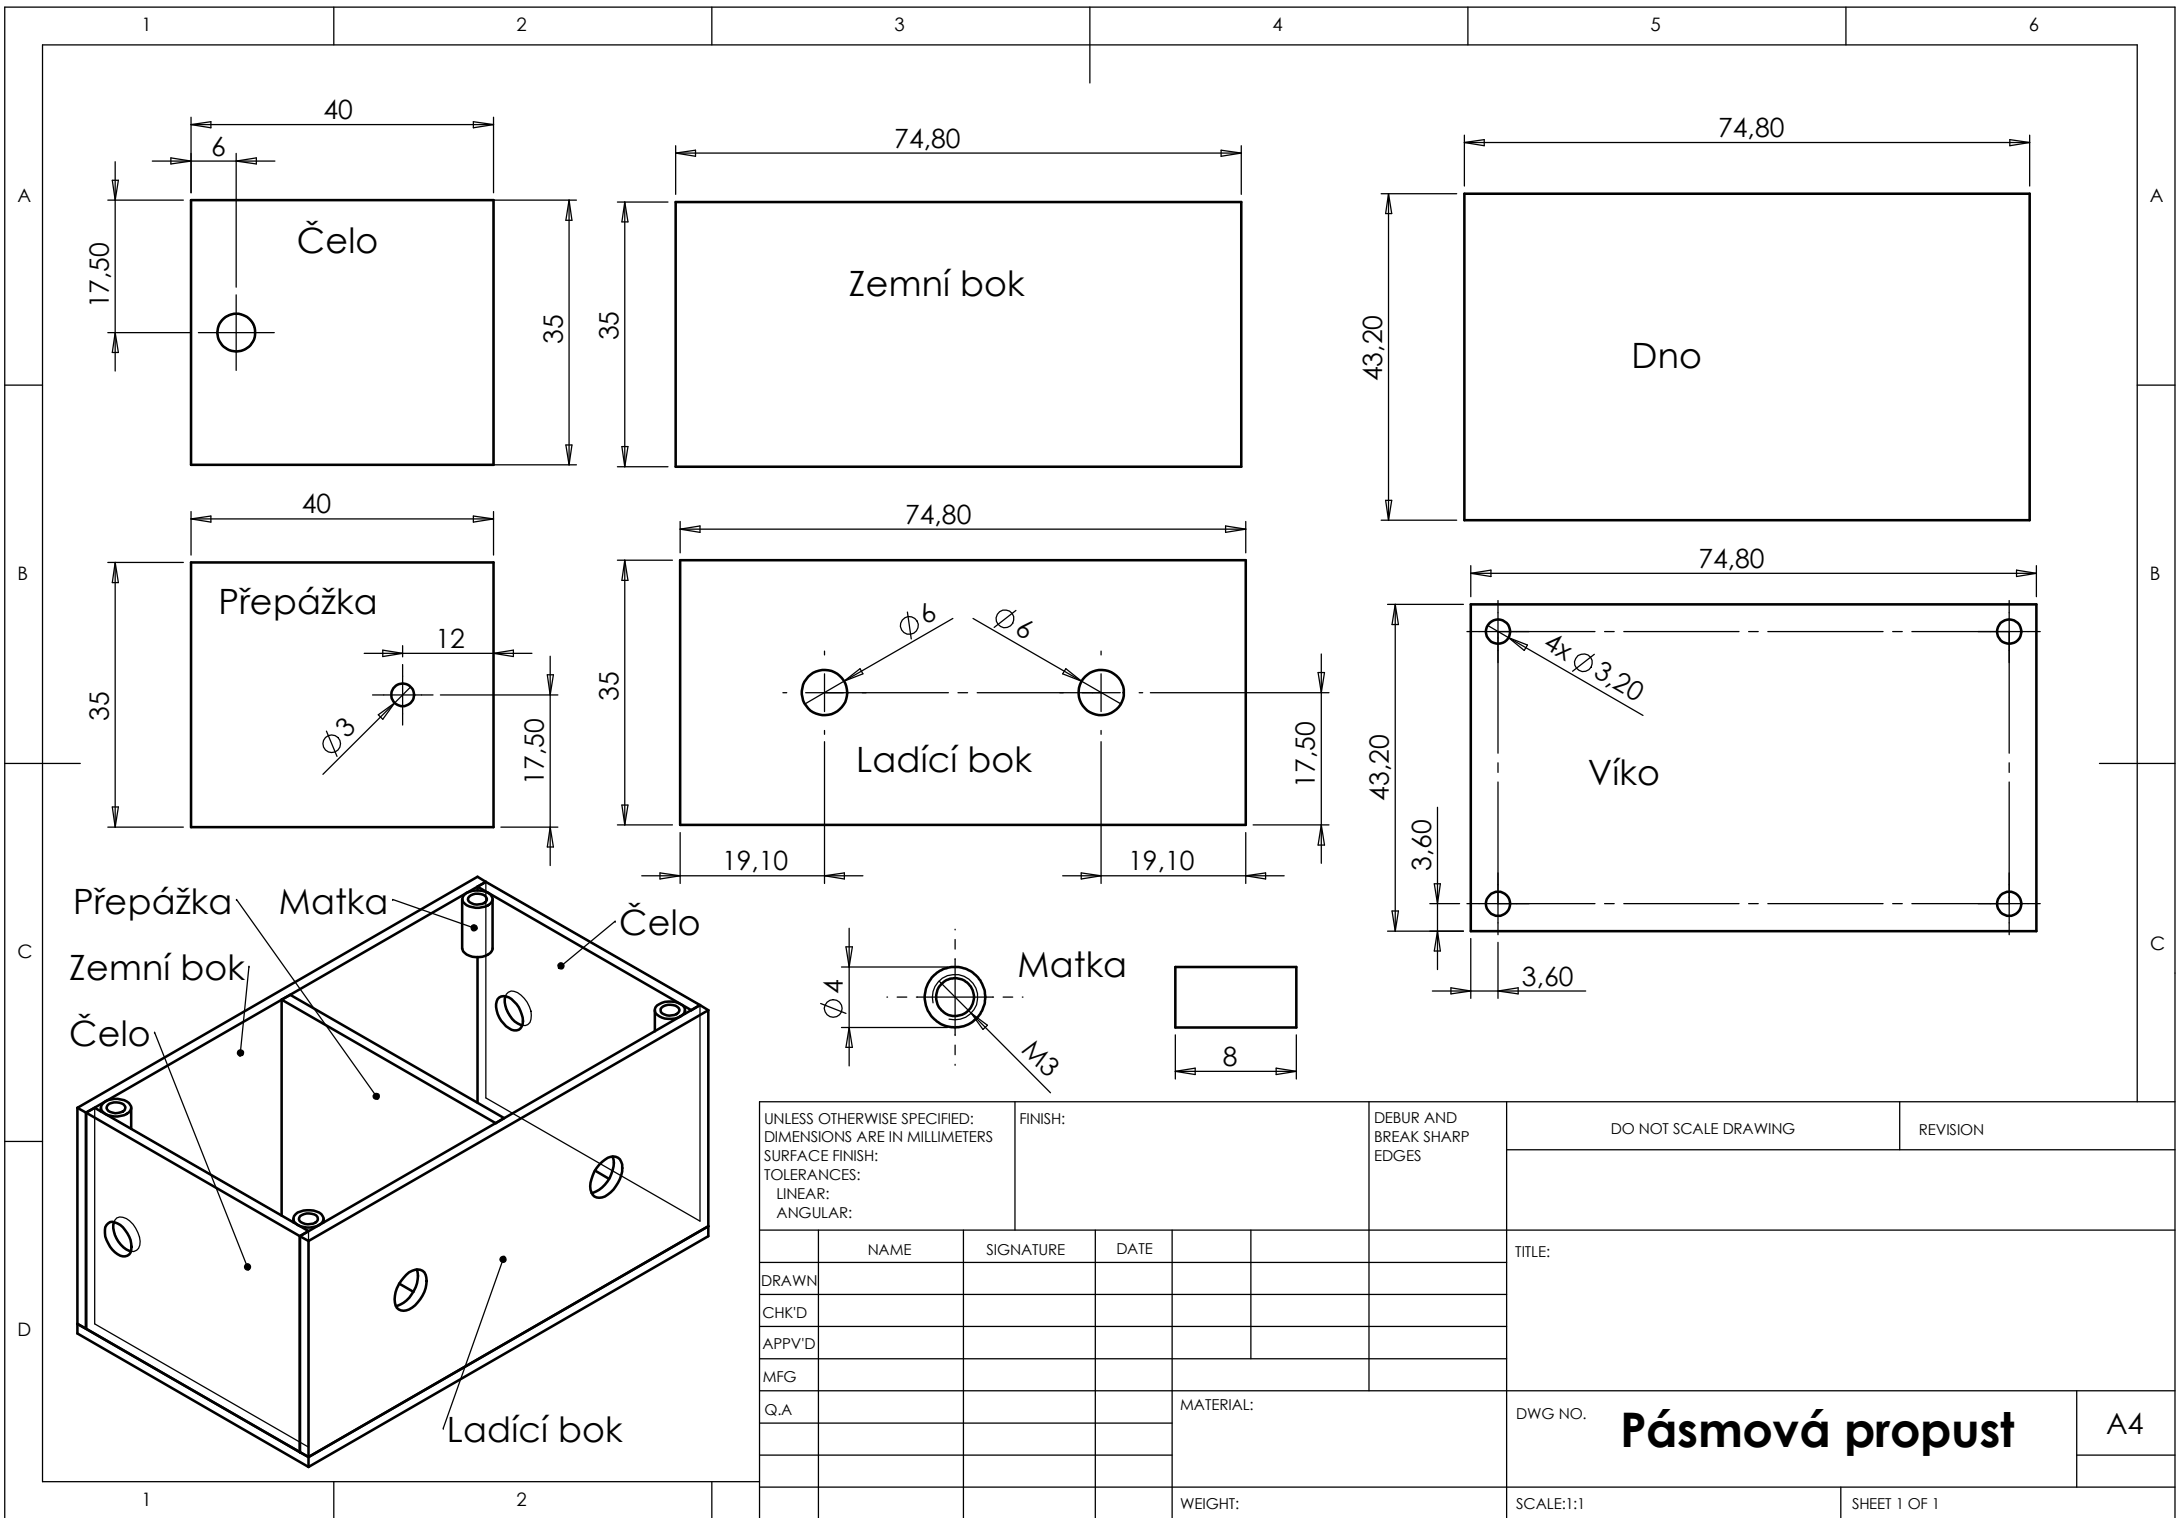 1 2 3 4 5 6
A A
B B
C C
D
40
6
17,50
Čelo
35
74,80
35
Zemní bok
74,80
43,20
Dno
40
Přepážka
12
35
Ø3
17,50
74,80
Ø6 Ø6
35
Ladící bok
17,50
19,10 19,10
74,80
4x Ø3,20
43,20
Víko
3,60
3,60
Přepážka Matka
Čelo
Zemní bok
Čelo
Ladící bok
Ø4
Matka
M3
8
UNLESS OTHERWISE SPECIFIED:
DIMENSIONS ARE IN MILLIMETERS
SURFACE FINISH:
TOLERANCES:
LINEAR:
ANGULAR:
FINISH:
DEBUR AND
BREAK SHARP
EDGES
DO NOT SCALE DRAWING
REVISION
NAME SIGNATURE DATE
DRAWN
CHK'D
APPV'D
MFG
Q.A
TITLE:
MATERIAL:
DWG NO.
Pásmová propust
A4
WEIGHT:
SCALE:1:1
SHEET 1 OF 1
1 2